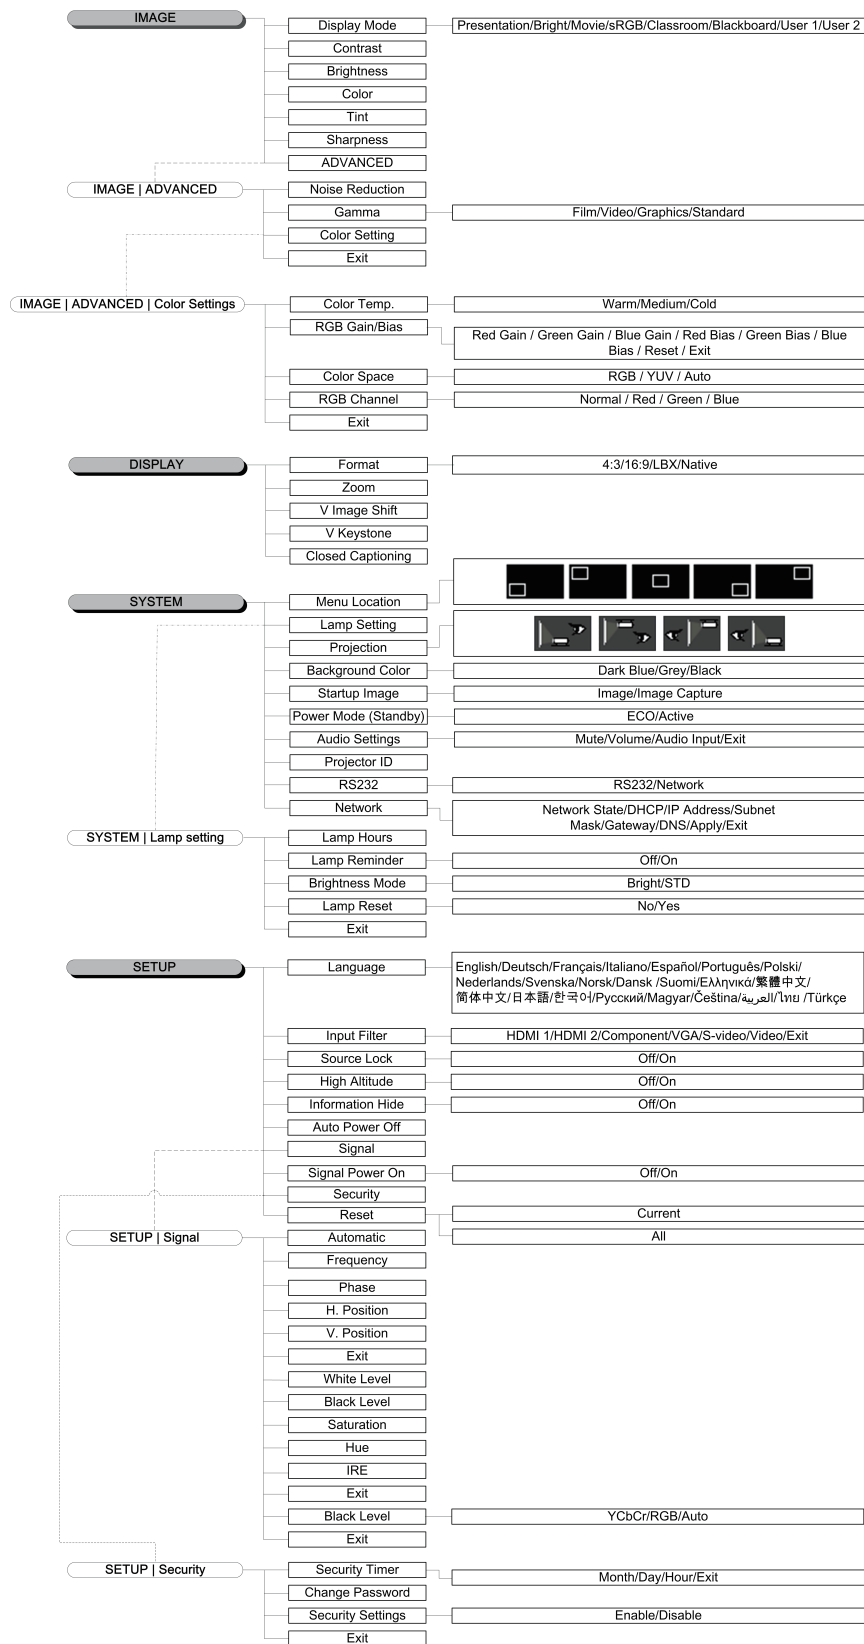 IMAGE
Display Mode
Presentation/Bright/Movie/sRGB/Classroom/Blackboard/User 1/User 2
Contrast
Brightness
Color
Tint
Sharpness
ADVANCED
IMAGE | ADVANCED
Noise Reduction
Gamma
Film/Video/Graphics/Standard
Color Setting
Exit
IMAGE | ADVANCED | Color Settings
Color Temp.
Warm/Medium/Cold
RGB Gain/Bias
Red Gain / Green Gain / Blue Gain / Red Bias / Green Bias / Blue
Bias / Reset / Exit
Color Space
RGB / YUV / Auto
RGB Channel
Normal / Red / Green / Blue
Exit
DISPLAY
Format
4:3/16:9/LBX/Native
Zoom
V Image Shift
V Keystone
Closed Captioning
SYSTEM
Menu Location
Lamp Setting
Projection
Background Color
Dark Blue/Grey/Black
Startup Image
Image/Image Capture
Power Mode (Standby)
ECO/Active
Audio Settings
Mute/Volume/Audio Input/Exit
Projector ID
RS232
RS232/Network
Network
Network State/DHCP/IP Address/Subnet
Mask/Gateway/DNS/Apply/Exit
SYSTEM | Lamp setting
Lamp Hours
Lamp Reminder
Off/On
Brightness Mode
Bright/STD
Lamp Reset
No/Yes
Exit
SETUP
Language
English/Deutsch/Français/Italiano/Español/Português/Polski/
Nederlands/Svenska/Norsk/Dansk /Suomi/Ελληνικά/繁體中文/
简体中文/日本語/한국어/Русский/Magyar/Čeština/العربية/ไทย /Türkçe
Input Filter
HDMI 1/HDMI 2/Component/VGA/S-video/Video/Exit
Source Lock
Off/On
High Altitude
Off/On
Information Hide
Off/On
Auto Power Off
Signal
Signal Power On
Off/On
Security
Reset
Current
All
SETUP | Signal
Automatic
Frequency
Phase
H. Position
V. Position
Exit
White Level
Black Level
Saturation
Hue
IRE
Exit
Black Level
YCbCr/RGB/Auto
Exit
SETUP | Security
Security Timer
Month/Day/Hour/Exit
Change Password
Security Settings
Enable/Disable
Exit